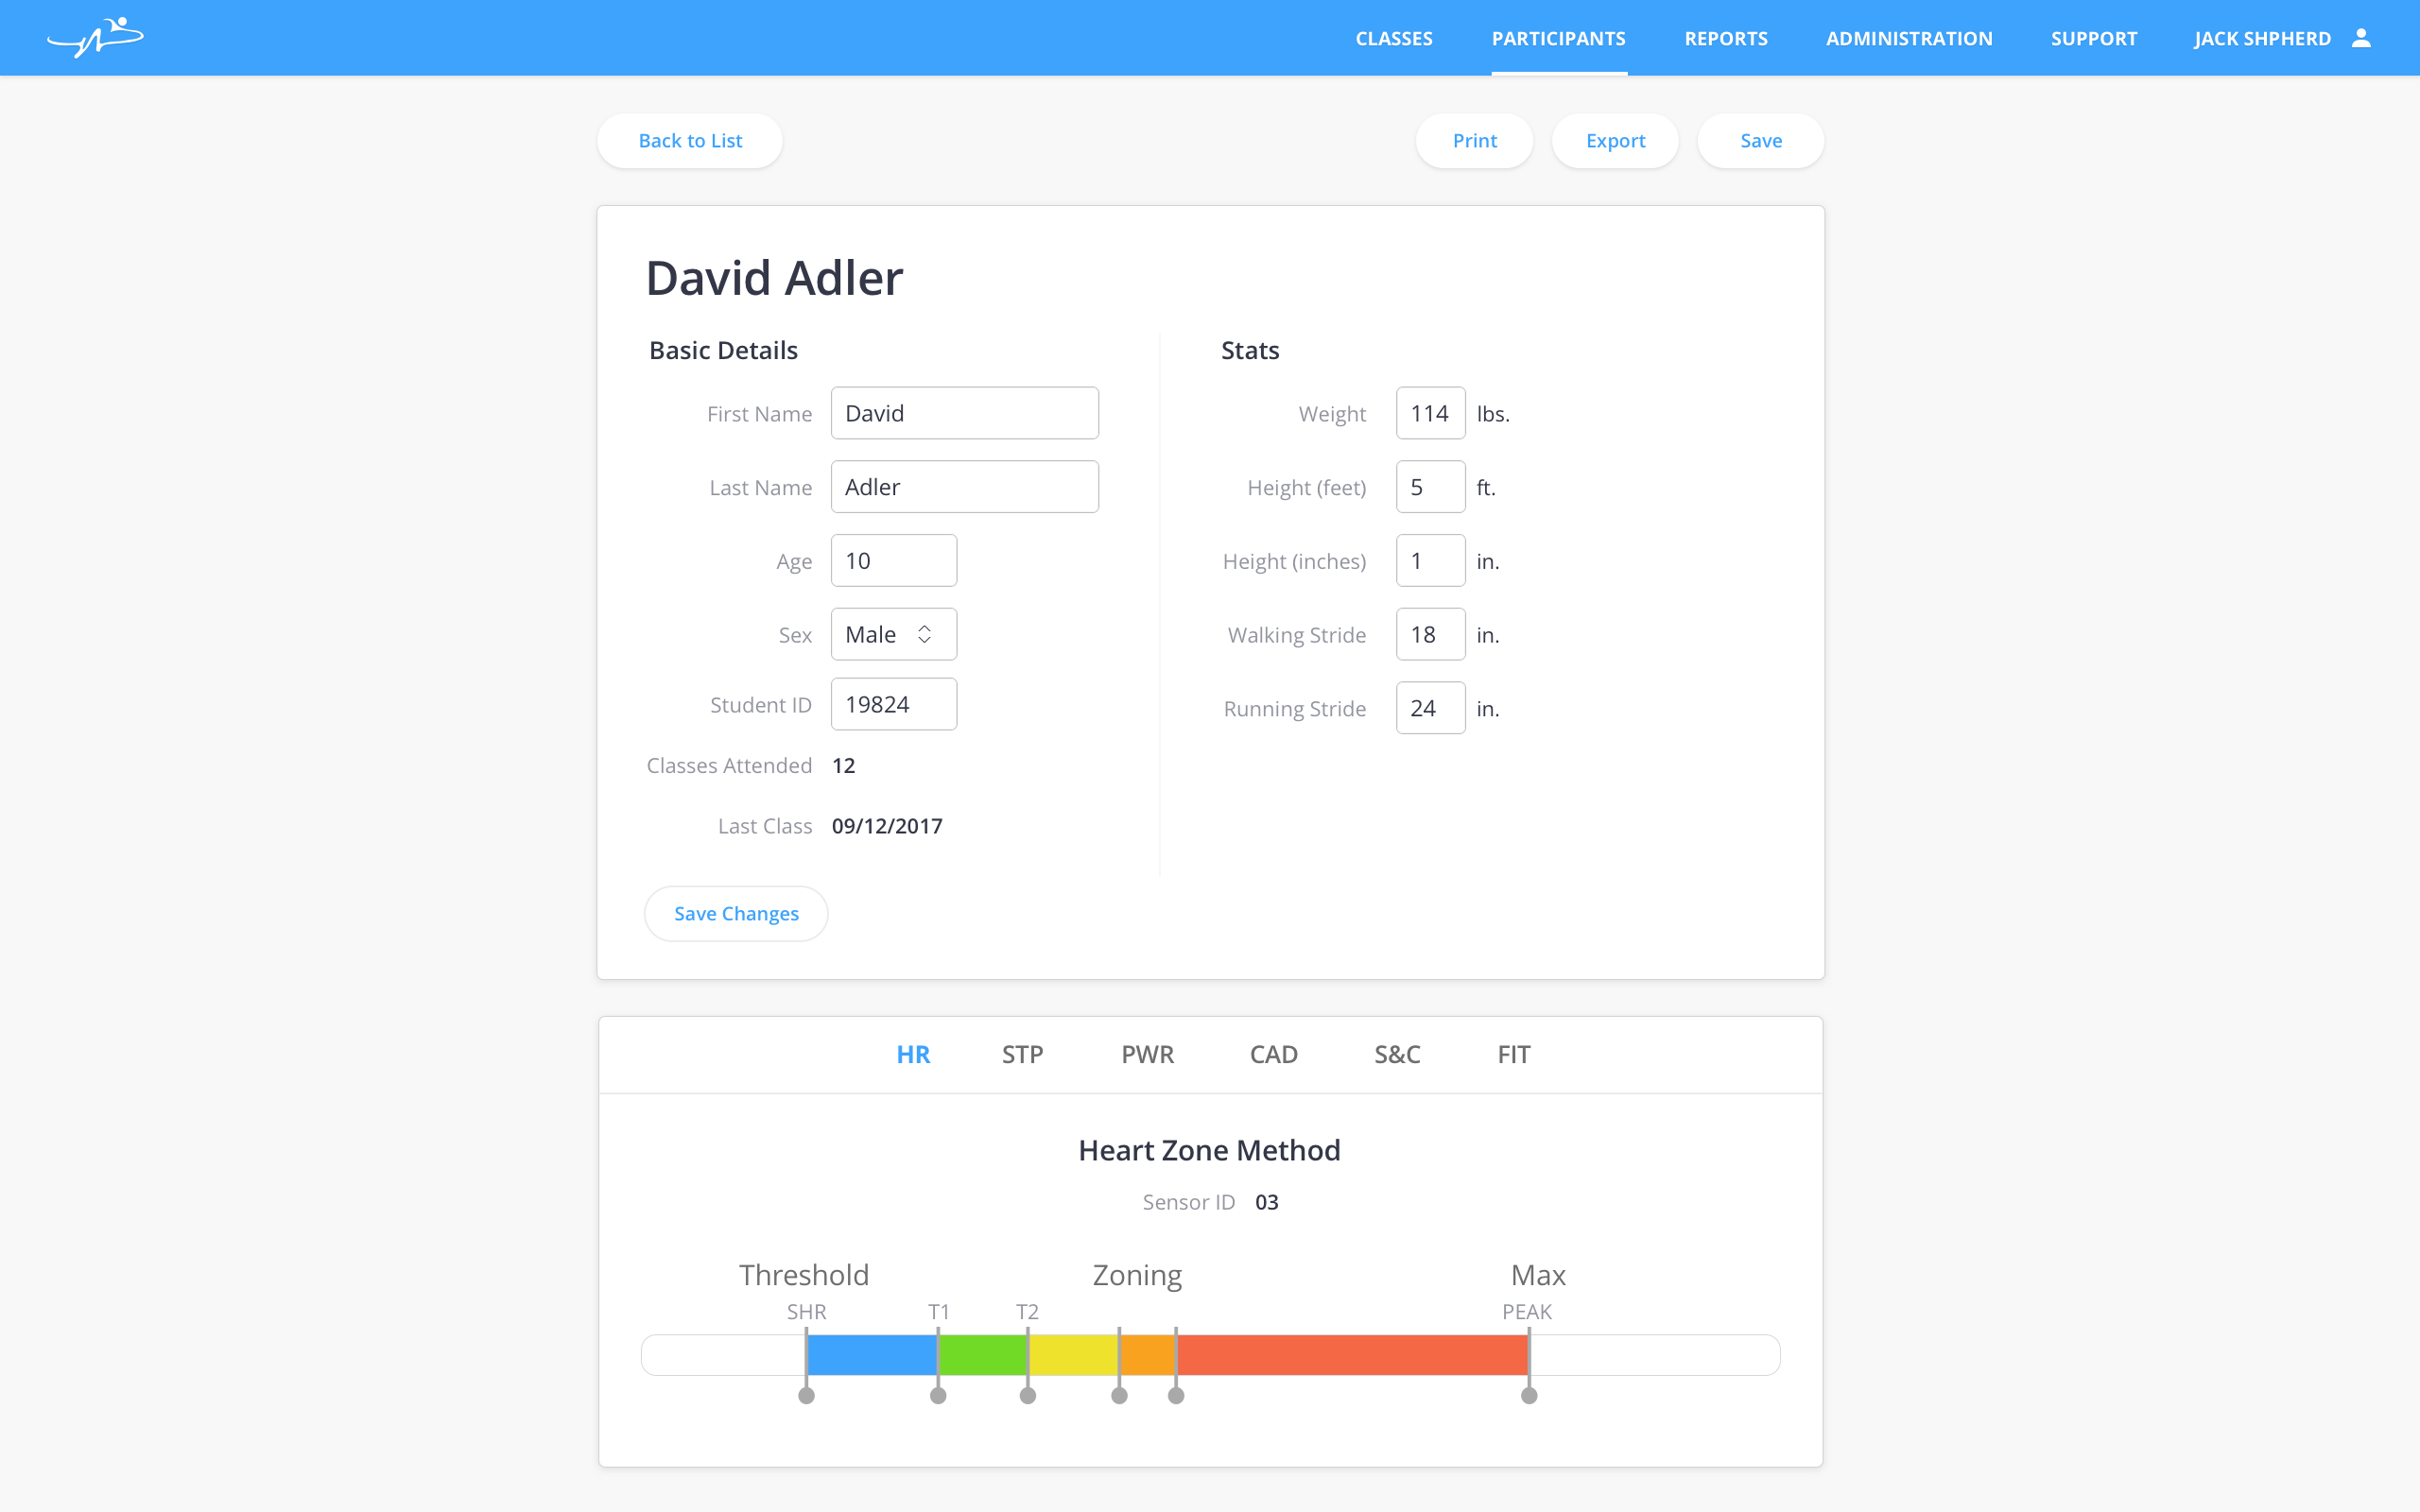 CLASSES PARTICIPANTS REPORTS ADMINISTRATION SUPPORT JACK SHPHERD
Back to List Print Export Save
David Adler
Basic Details
First Name David
Last Name Adler
Age 10
Sex Male
Student ID 19824
Classes Attended 12
Last Class 09/12/2017
Save Changes
Stats
Weight 114 lbs.
Height (feet) 5 ft.
Height (inches) 1 in.
Walking Stride 18 in.
Running Stride 24 in.
HR STP PWR CAD S&C FIT
Heart Zone Method
Sensor ID 03
Threshold Zoning Max
SHR T1 T2 PEAK